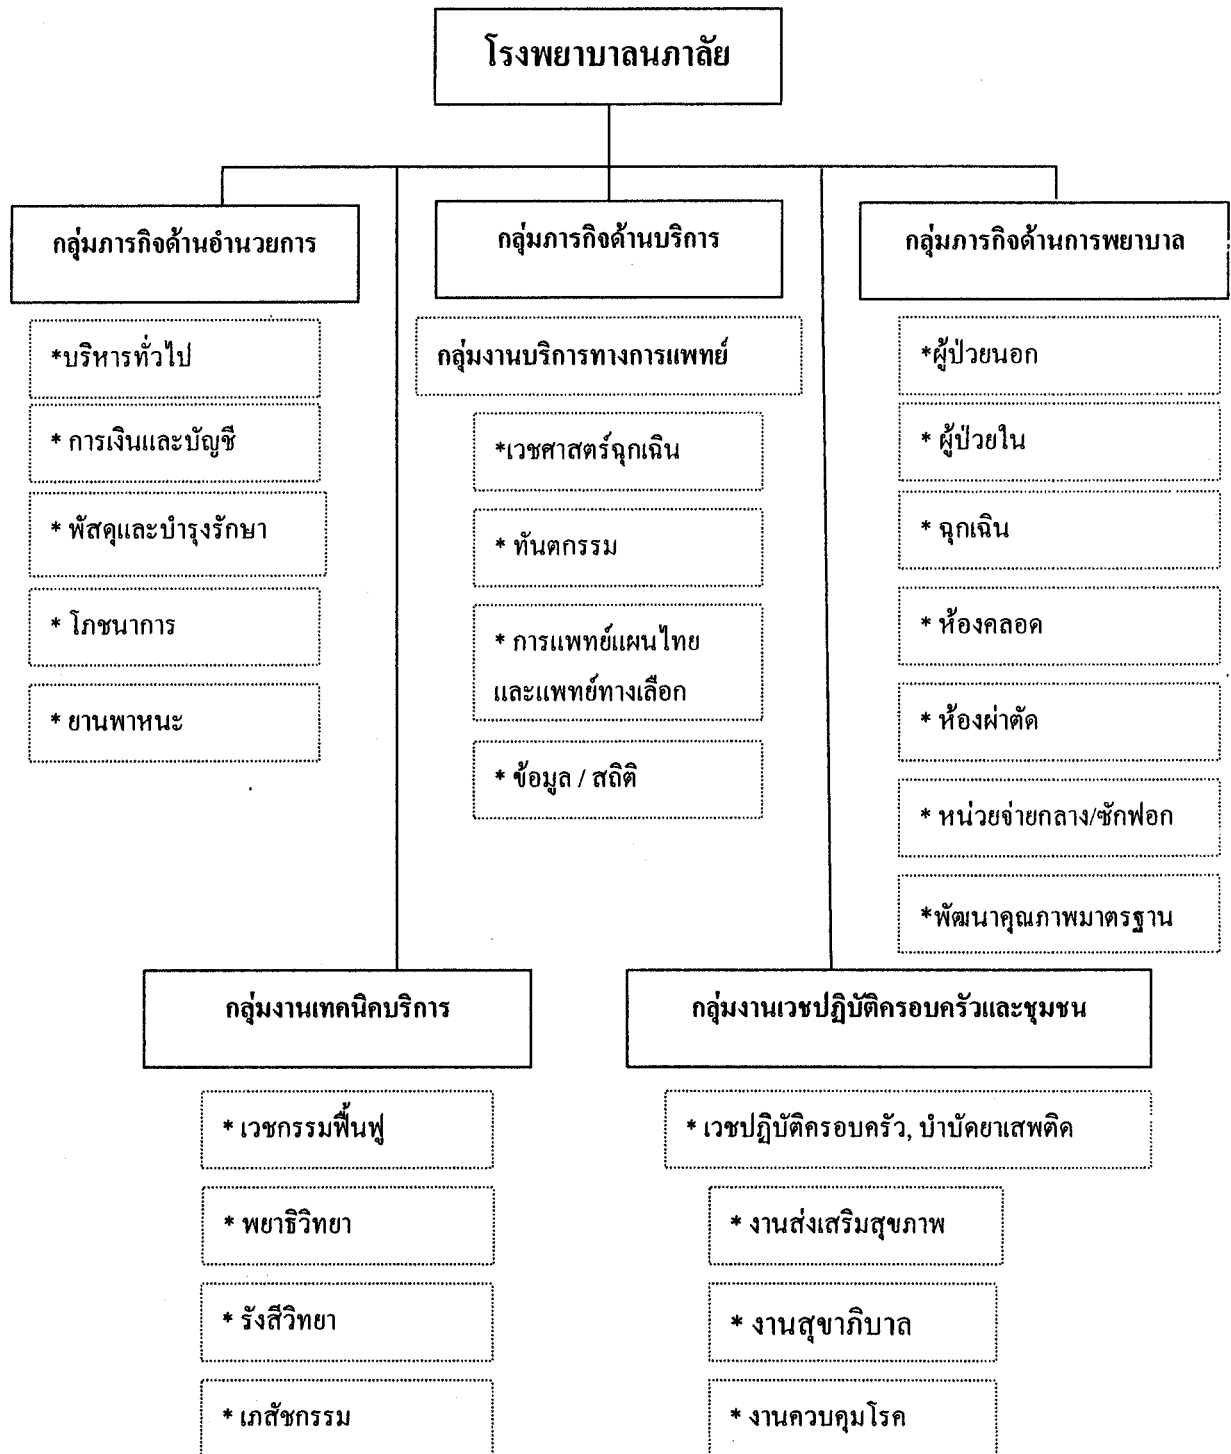 โรงพยาบาลนภาลัย
กลุ่มภารกิจด้านอำนวยการ
*บริหารทั่วไป
* การเงินและบัญชี
* พัสดุและบำรุงรักษา
* โภชนาการ
* ยานพาหนะ
กลุ่มภารกิจด้านบริการ
กลุ่มงานบริการทางการแพทย์
*เวชศาสตร์ฉุกเฉิน
* ทันตกรรม
* การแพทย์แผนไทย
และแพทย์ทางเลือก
* ข้อมูล / สถิติ
กลุ่มภารกิจด้านการพยาบาล
*ผู้ป่วยนอก
* ผู้ป่วยใน
* ฉุกเฉิน
* ห้องคลอด
* ห้องผ่าตัด
* หน่วยจ่ายกลาง/ซักฟอก
*พัฒนาคุณภาพมาตรฐาน
กลุ่มงานเทคนิคบริการ
* เวชกรรมฟื้นฟู
* พยาธิวิทยา
* รังสีวิทยา
* เภสัชกรรม
กลุ่มงานเวชปฏิบัติครอบครัวและชุมชน
* เวชปฏิบัติครอบครัว, บำบัดยาเสพติด
* งานส่งเสริมสุขภาพ
* งานสุขาภิบาล
* งานควบคุมโรค